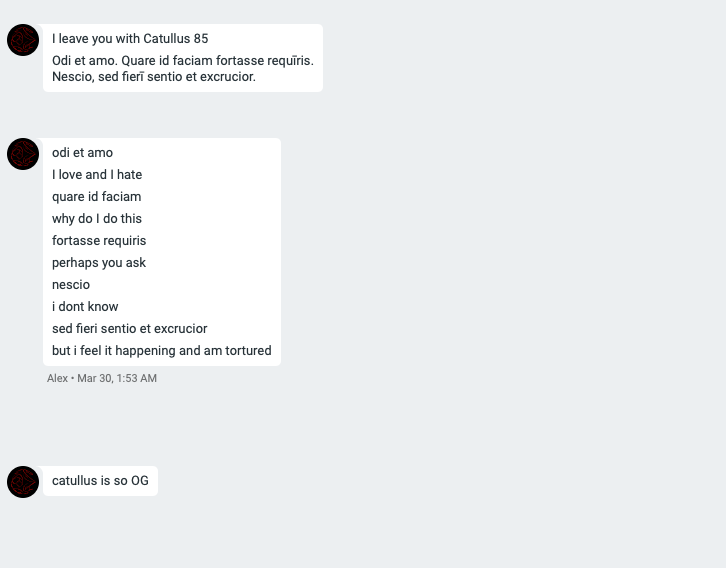 I leave you with Catullus 85
Odi et amo. Quare id faciam fortasse requīris.
Nescio, sed fierī sentio et excrucior.
odi et amo
I love and I hate
quare id faciam
why do I do this
fortasse requiris
perhaps you ask
nescio
i dont know
sed fieri sentio et excrucior
but i feel it happening and am tortured
Alex • Mar 30, 1:53 AM
catullus is so OG